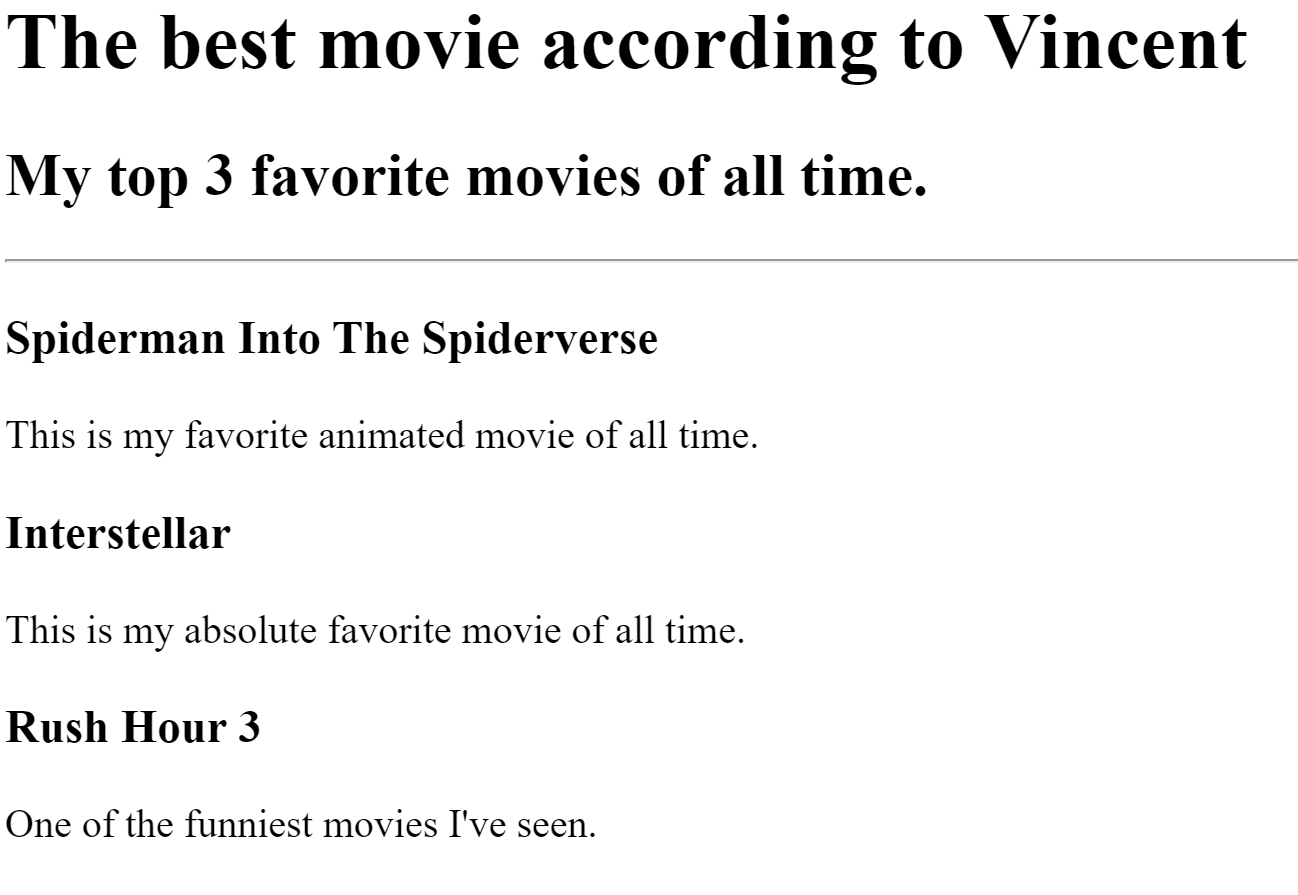 The best movie according to Vincent
My top 3 favorite movies of all time.
Spiderman Into The Spiderverse
This is my favorite animated movie of all time.
Interstellar
This is my absolute favorite movie of all time.
Rush Hour 3
One of the funniest movies I've seen.